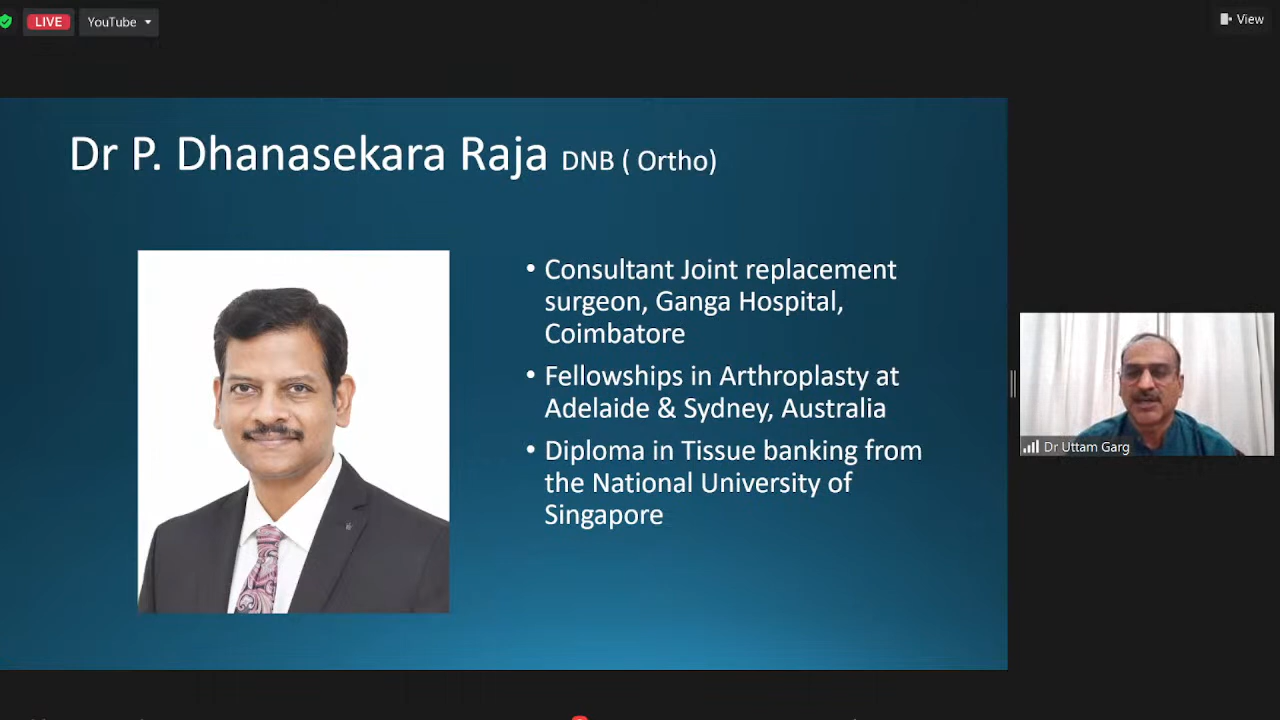 LIVE
YouTube
View
Dr P. Dhanasekara Raja DNB ( Ortho)
• Consultant Joint replacement
surgeon, Ganga Hospital,
Coimbatore
• Fellowships in Arthroplasty at
Adelaide & Sydney, Australia
• Diploma in Tissue banking from
the National University of
Singapore
Dr Uttam Garg